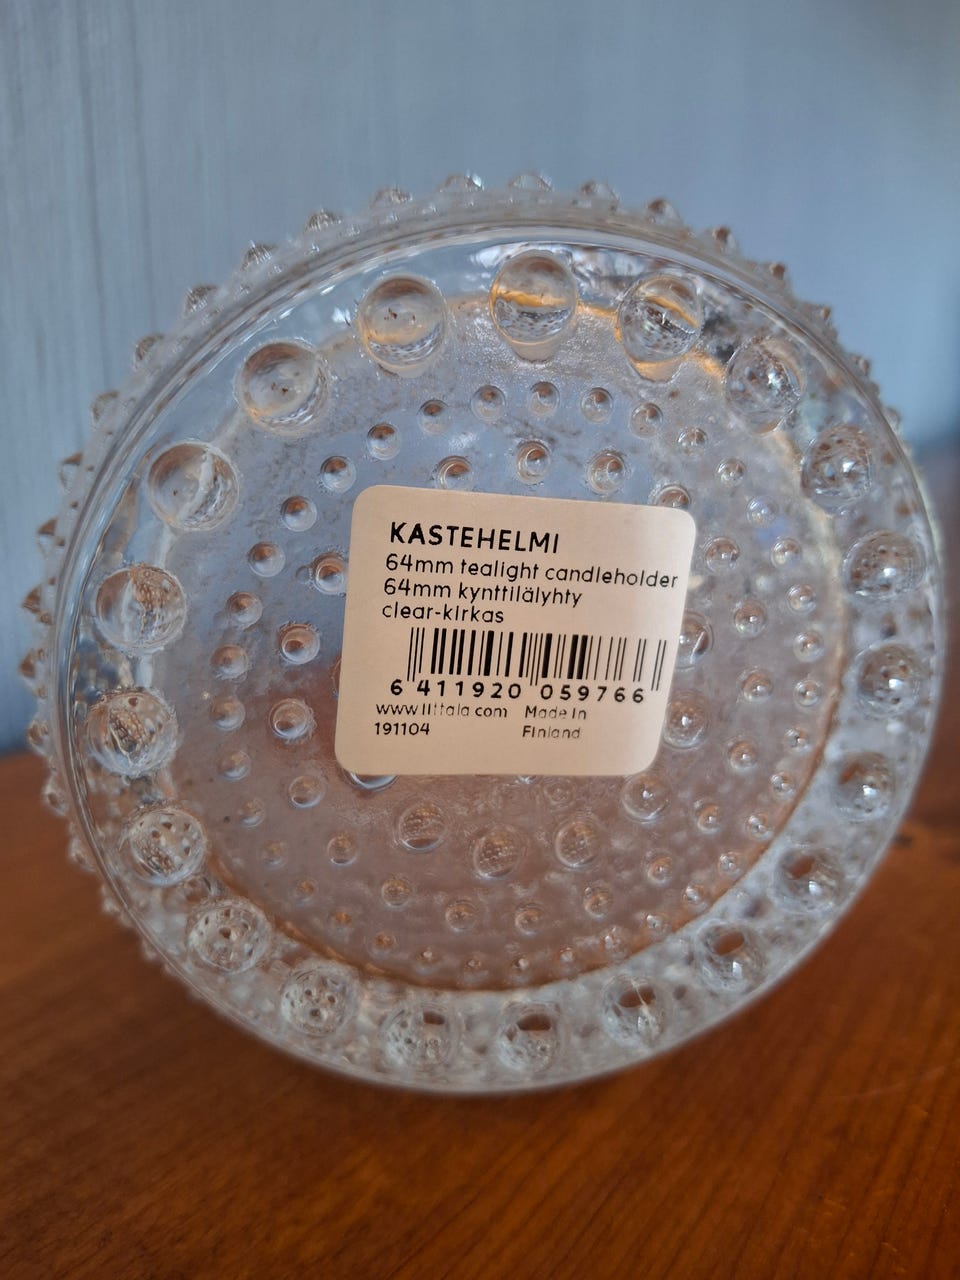 KASTEHELMI
64mm tealight candleholder
64mm kynttilälyhty
clear-kirkas
6 411920 059766
www.iittala.com Made in
191104 Finland